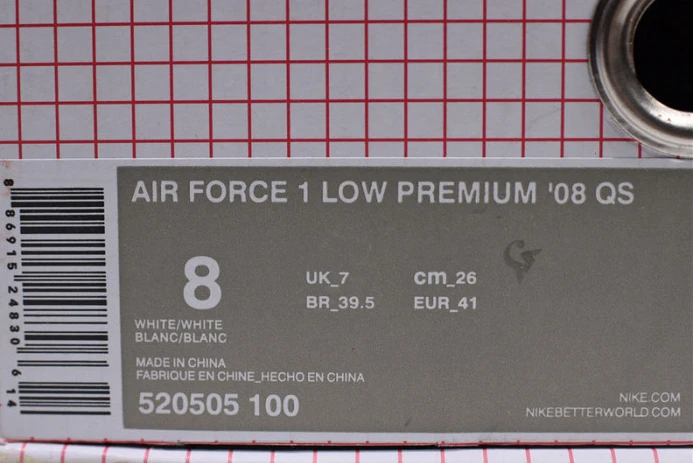 AIR FORCE 1 LOW PREMIUM '08 QS
8
UK_7 cm_26
BR_39.5 EUR_41
WHITE/WHITE
BLANC/BLANC
MADE IN CHINA
FABRIQUE EN CHINE_HECHO EN CHINA
520505 100
NIKE.COM
NIKEBETTERWORLD.COM
8 86915 24830 6 14